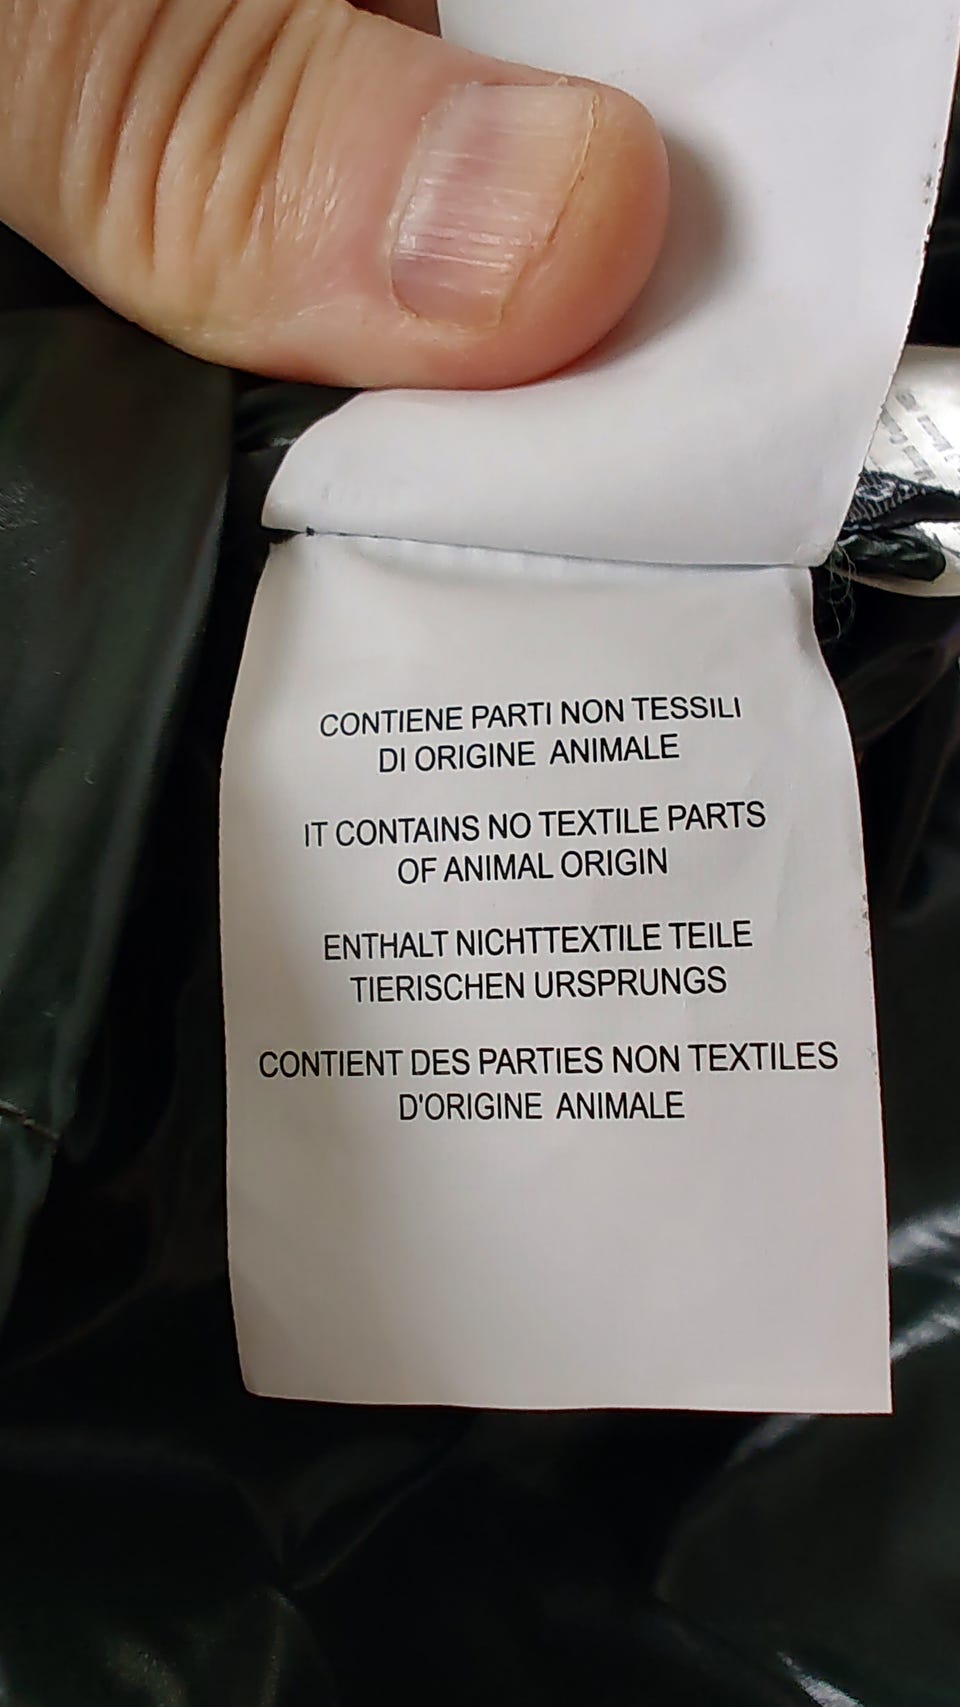 CONTIENE PARTI NON TESSILI
DI ORIGINE ANIMALE
IT CONTAINS NO TEXTILE PARTS
OF ANIMAL ORIGIN
ENTHALT NICHTTEXTILE TEILE
TIERISCHEN URSPRUNGS
CONTIENT DES PARTIES NON TEXTILES
D'ORIGINE ANIMALE